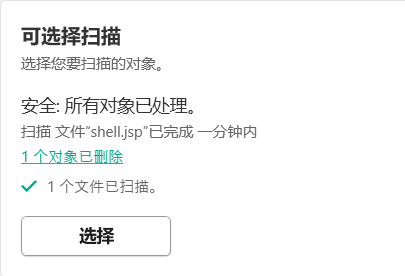 可选择扫描
选择您要扫描的对象。
安全: 所有对象已处理。
扫描 文件“shell.jsp”已完成 一分钟内
1 个对象已删除
1 个文件已扫描。
选择